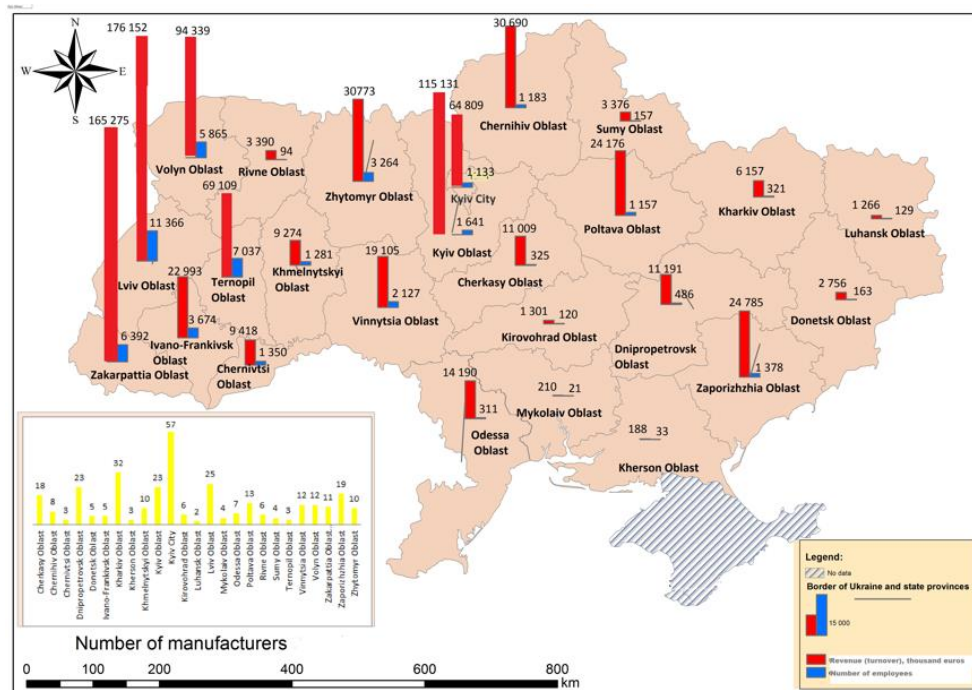 N
W E
S
176 152
94 339
165 275
5 865
Volyn Oblast
3 390 94
Rivne Oblast
30773
3 264
Zhytomyr Oblast
115 131
64 809
1 133
Kyiv City
1 641
Kyiv Oblast
30 690
1 183
Chernihiv Oblast
3 376
157
Sumy Oblast
24 176
1 157
Poltava Oblast
6 157
321
Kharkiv Oblast
1 266 129
Luhansk Oblast
69 109
11 366
Lviv Oblast
7 037
Ternopil
Oblast
9 274
1 281
Khmelnytskyi
Oblast
19 105
2 127
Vinnytsia Oblast
11 009
325
Cherkasy Oblast
22 993
3 674
Ivano-Frankivsk
Oblast
6 392
Zakarpattia Oblast
9 418
1 350
Chernivtsi
Oblast
1 301 120
Kirovohrad Oblast
11 191
486
Dnipropetrovsk
Oblast
2 756
163
Donetsk Oblast
24 785
1 378
Zaporizhzhia Oblast
14 190
311
Odessa
Oblast
210 21
Mykolaiv Oblast
188 33
Kherson Oblast
18 8 3 23 5 5 32 3 10 23 57 6 2 25 4 7 13 6 4 3 12 12 11 19 10
Cherkasy Oblast
Chernihiv Oblast
Chernivtsi Oblast
Dnipropetrovsk Oblast
Donetsk Oblast
Ivano-Frankivsk Oblast
Kharkiv Oblast
Kherson Oblast
Khmelnytskyi Oblast
Kyiv Oblast
Kyiv City
Kirovohrad Oblast
Luhansk Oblast
Lviv Oblast
Mykolaiv Oblast
Odessa Oblast
Poltava Oblast
Rivne Oblast
Sumy Oblast
Ternopil Oblast
Vinnytsia Oblast
Volyn Oblast
Zakarpattia Oblast...
Zaporizhzhia Oblast
Zhytomyr Oblast
Number of manufacturers
0 50 100 200 400 600 800
km
Legend:
No data
Border of Ukraine and state provinces
15 000
Revenue (turnover), thousand euros
Number of employees